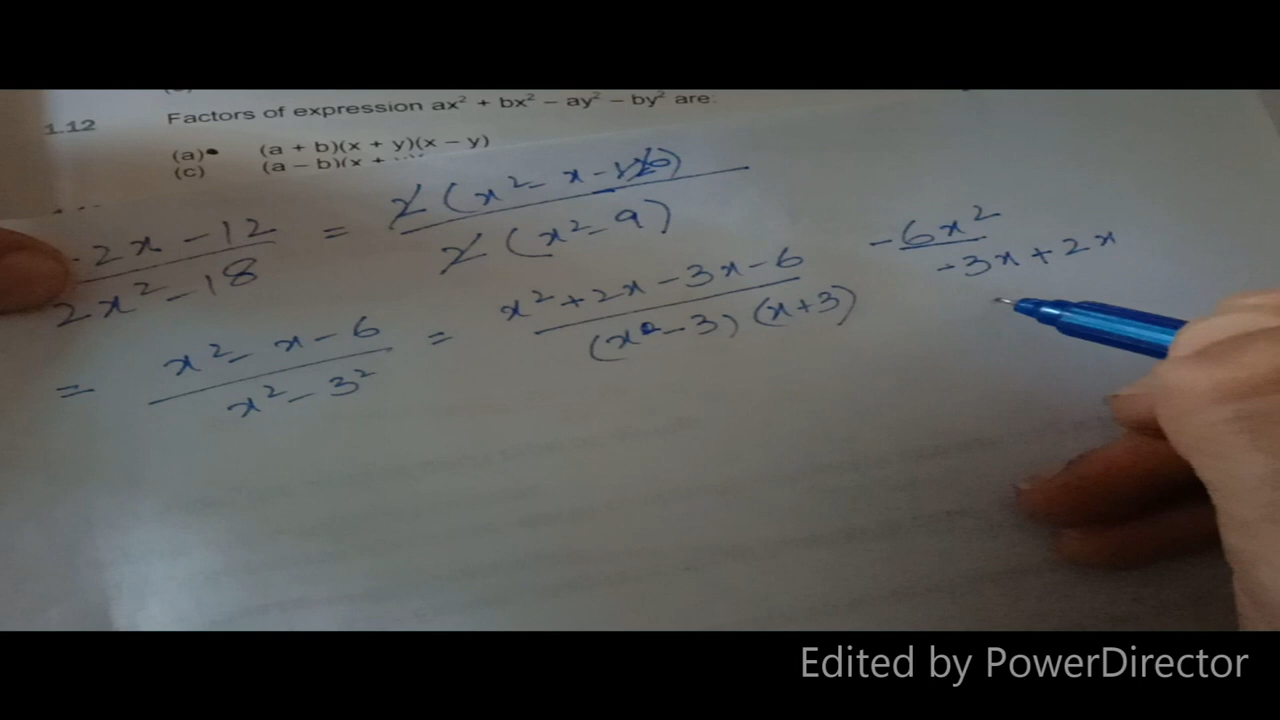 1.12 Factors of expression ax² + bx² − ay² − by² are:
(a)• (a + b)(x + y)(x − y)
(c) (a − b)(x +
-2x - 12 / 2x² - 18 = 2(x² - x - 6) / 2(x² - 9)
= x² - x - 6 / x² - 3² = x² + 2x - 3x - 6 / (x - 3)(x + 3)
-6x²
-3x + 2x
Edited by PowerDirector